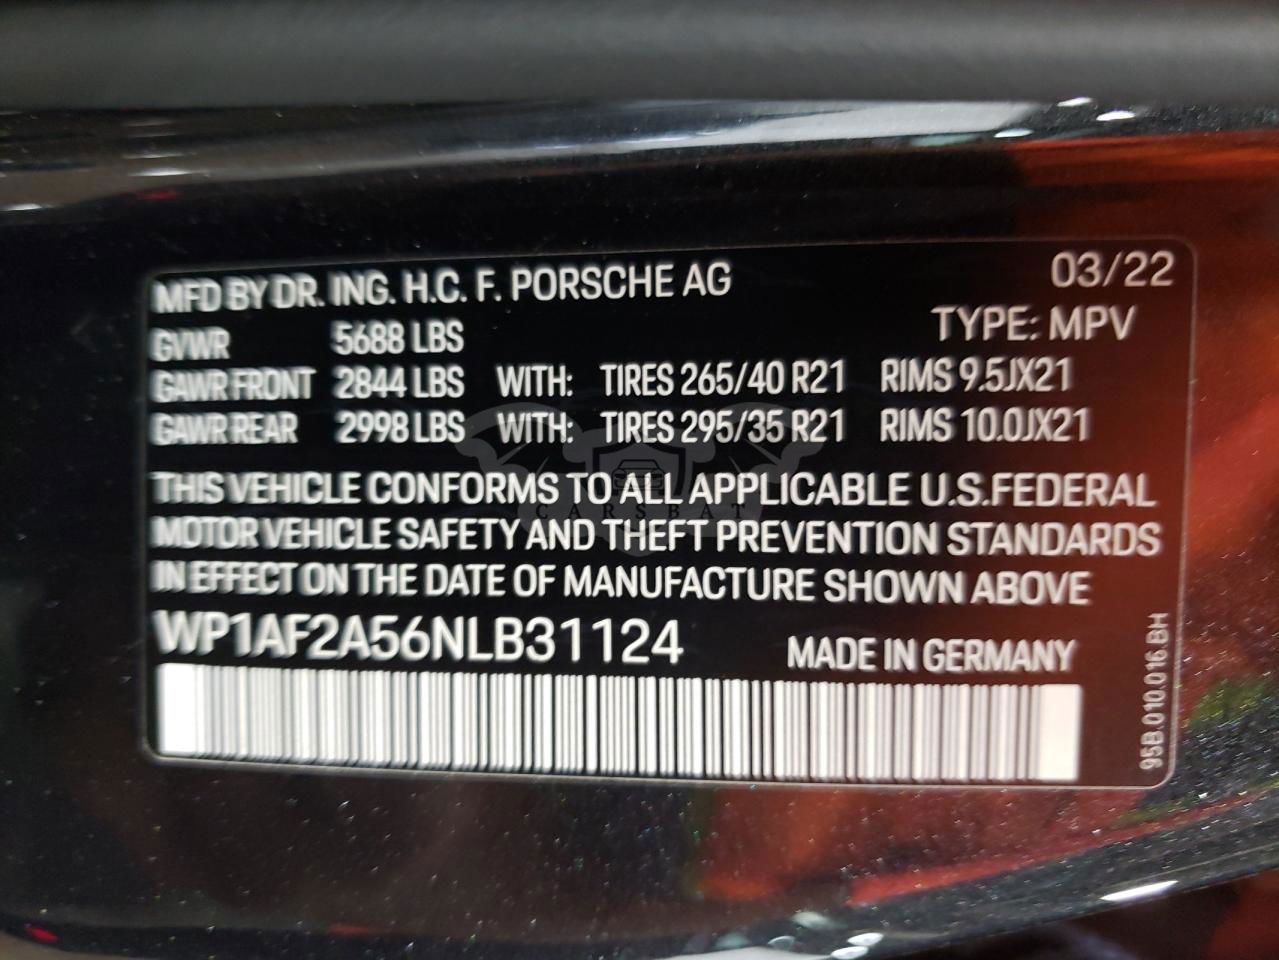 MFD BY DR. ING. H.C. F. PORSCHE AG 03/22
GVWR 5688 LBS TYPE: MPV
GAWR FRONT 2844 LBS WITH: TIRES 265/40 R21 RIMS 9.5JX21
GAWR REAR 2998 LBS WITH: TIRES 295/35 R21 RIMS 10.0JX21
THIS VEHICLE CONFORMS TO ALL APPLICABLE U.S.FEDERAL
CARSBAT
MOTOR VEHICLE SAFETY AND THEFT PREVENTION STANDARDS
IN EFFECT ON THE DATE OF MANUFACTURE SHOWN ABOVE
WP1AF2A56NLB31124 MADE IN GERMANY
95B.010.016.BH